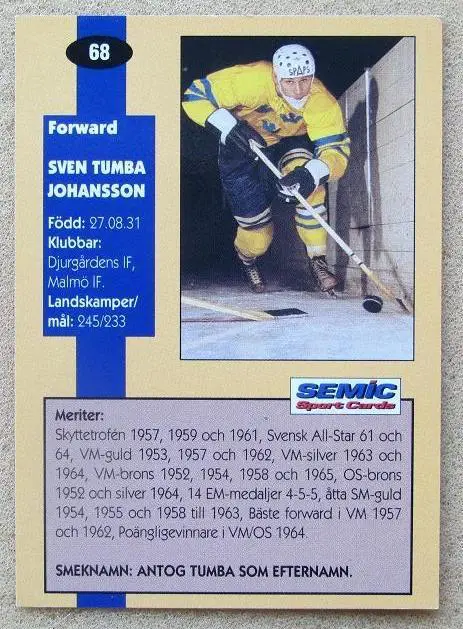 68
Forward
SVEN TUMBA
JOHANSSON
Född: 27.08.31
Klubbar:
Djurgårdens IF,
Malmö IF.
Landskamper/
mål: 245/233
SPAPS
SEMIC
Sport Cards
Meriter:
Skyttetrofén 1957, 1959 och 1961, Svensk All-Star 61 och
64, VM-guld 1953, 1957 och 1962, VM-silver 1963 och
1964, VM-brons 1952, 1954, 1958 och 1965, OS-brons
1952 och silver 1964, 14 EM-medaljer 4-5-5, åtta SM-guld
1954, 1955 och 1958 till 1963, Bäste forward i VM 1957
och 1962, Poängligevinnare i VM/OS 1964.
SMEKNAMN: ANTOG TUMBA SOM EFTERNAMN.